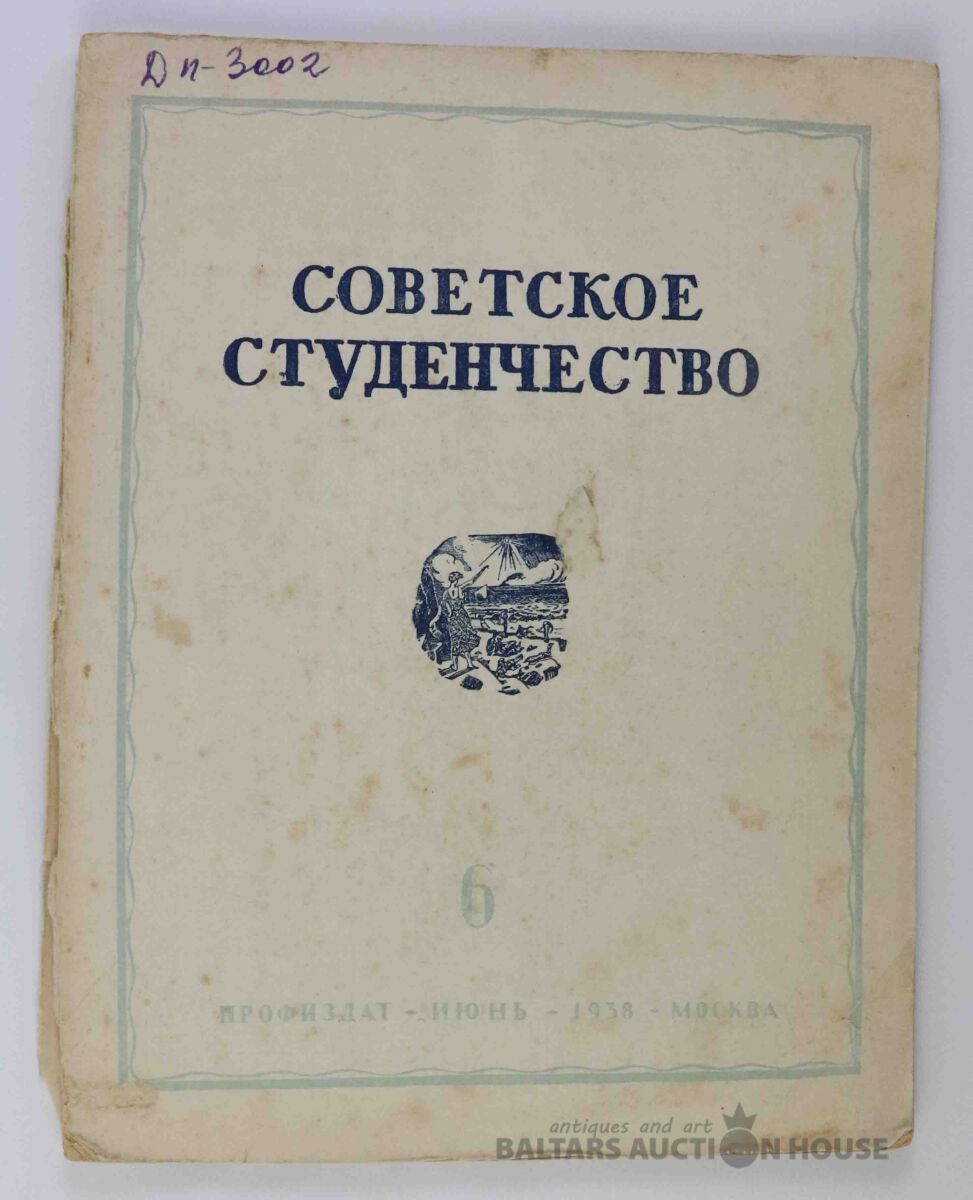 Дп-3002
СОВЕТСКОЕ
СТУДЕНЧЕСТВО
6
ПРОФИЗДАТ - ИЮНЬ - 1938 - МОСКВА
antiques and art
BALTARS AUCTION HOUSE